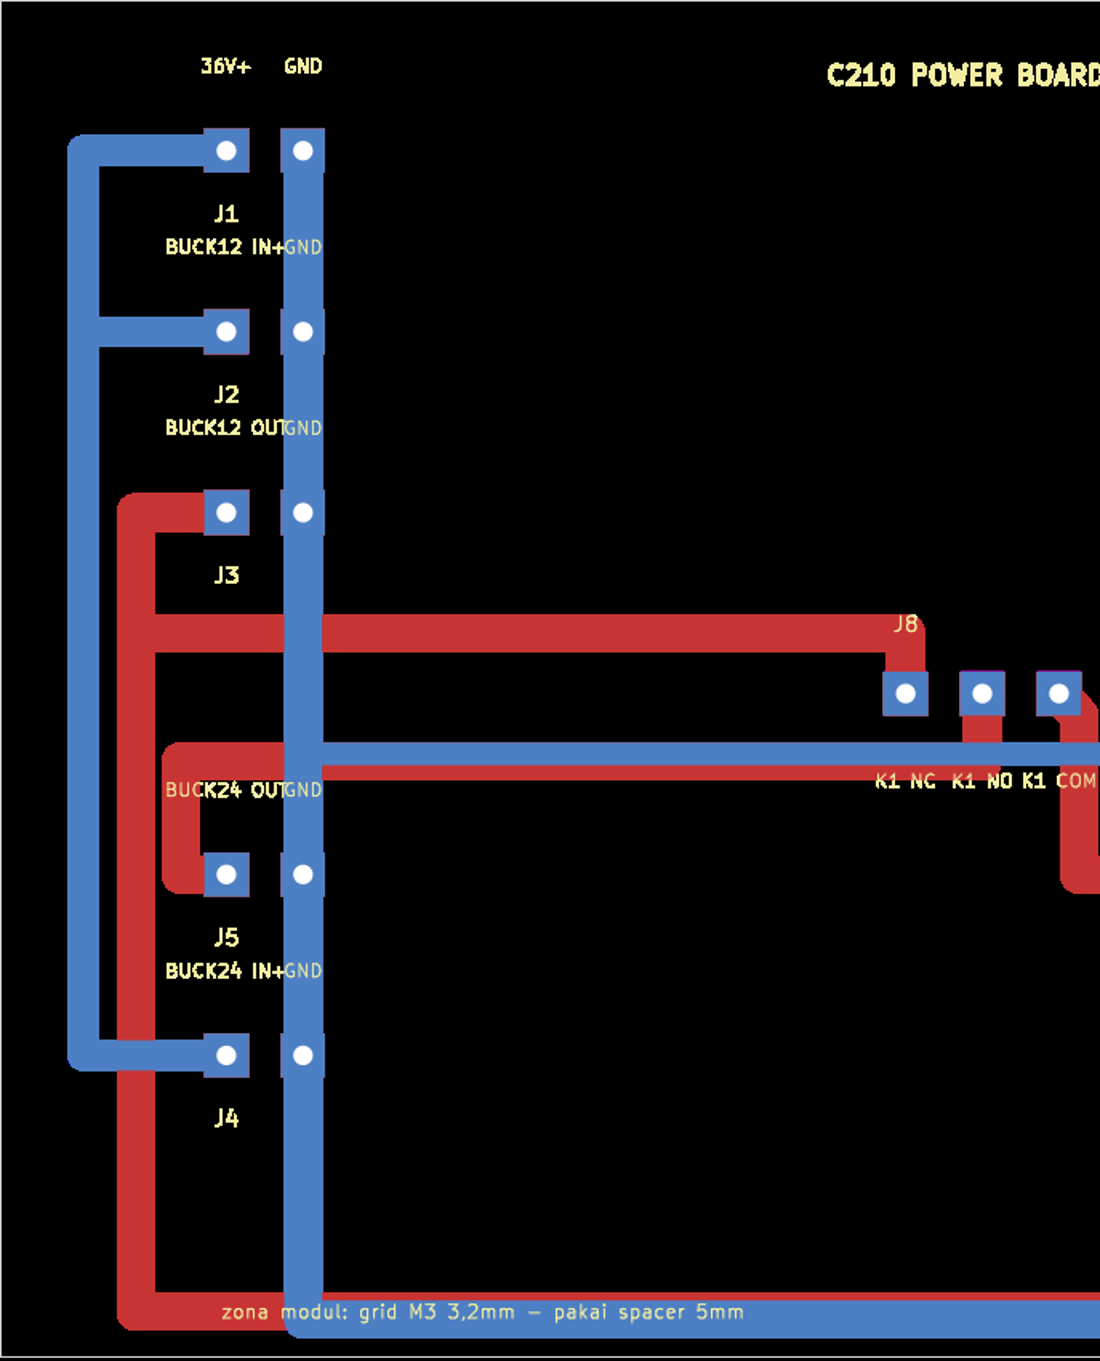 36V+ GND
C210 POWER BOARD
J1
BUCK12 IN+ GND
J2
BUCK12 OUT GND
J3
J8
BUCK24 OUT GND
K1 NC K1 NO K1 COM
J5
BUCK24 IN+ GND
J4
zona modul: grid M3 3,2mm — pakai spacer 5mm